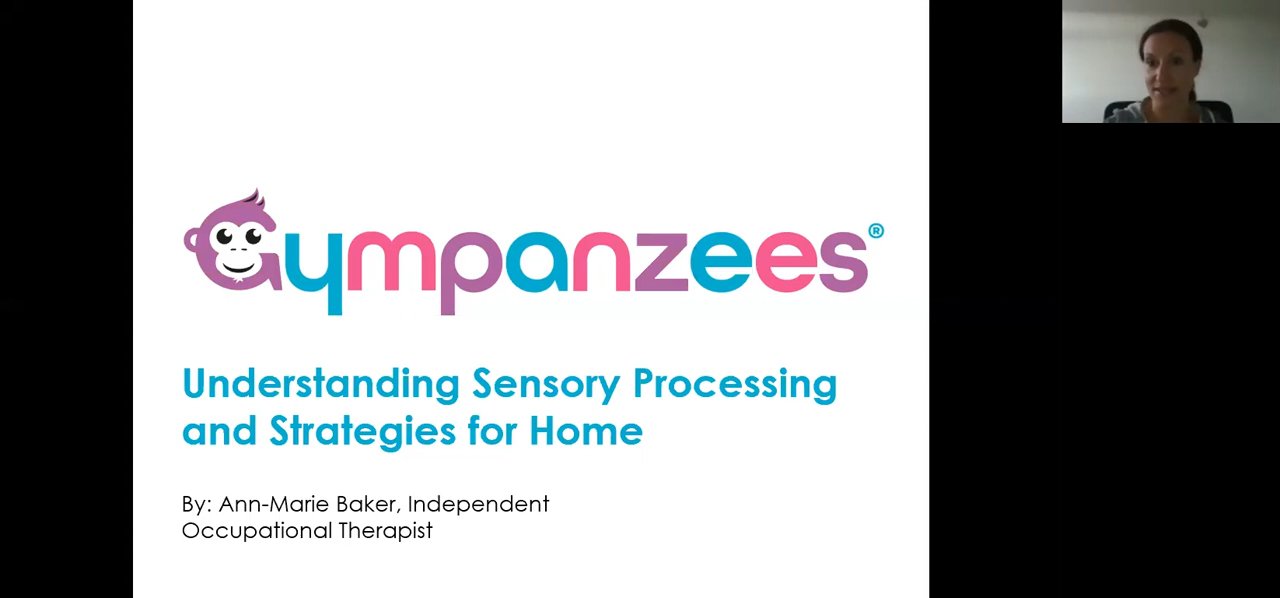 Gympanzees®
Understanding Sensory Processing
and Strategies for Home
By: Ann-Marie Baker, Independent
Occupational Therapist